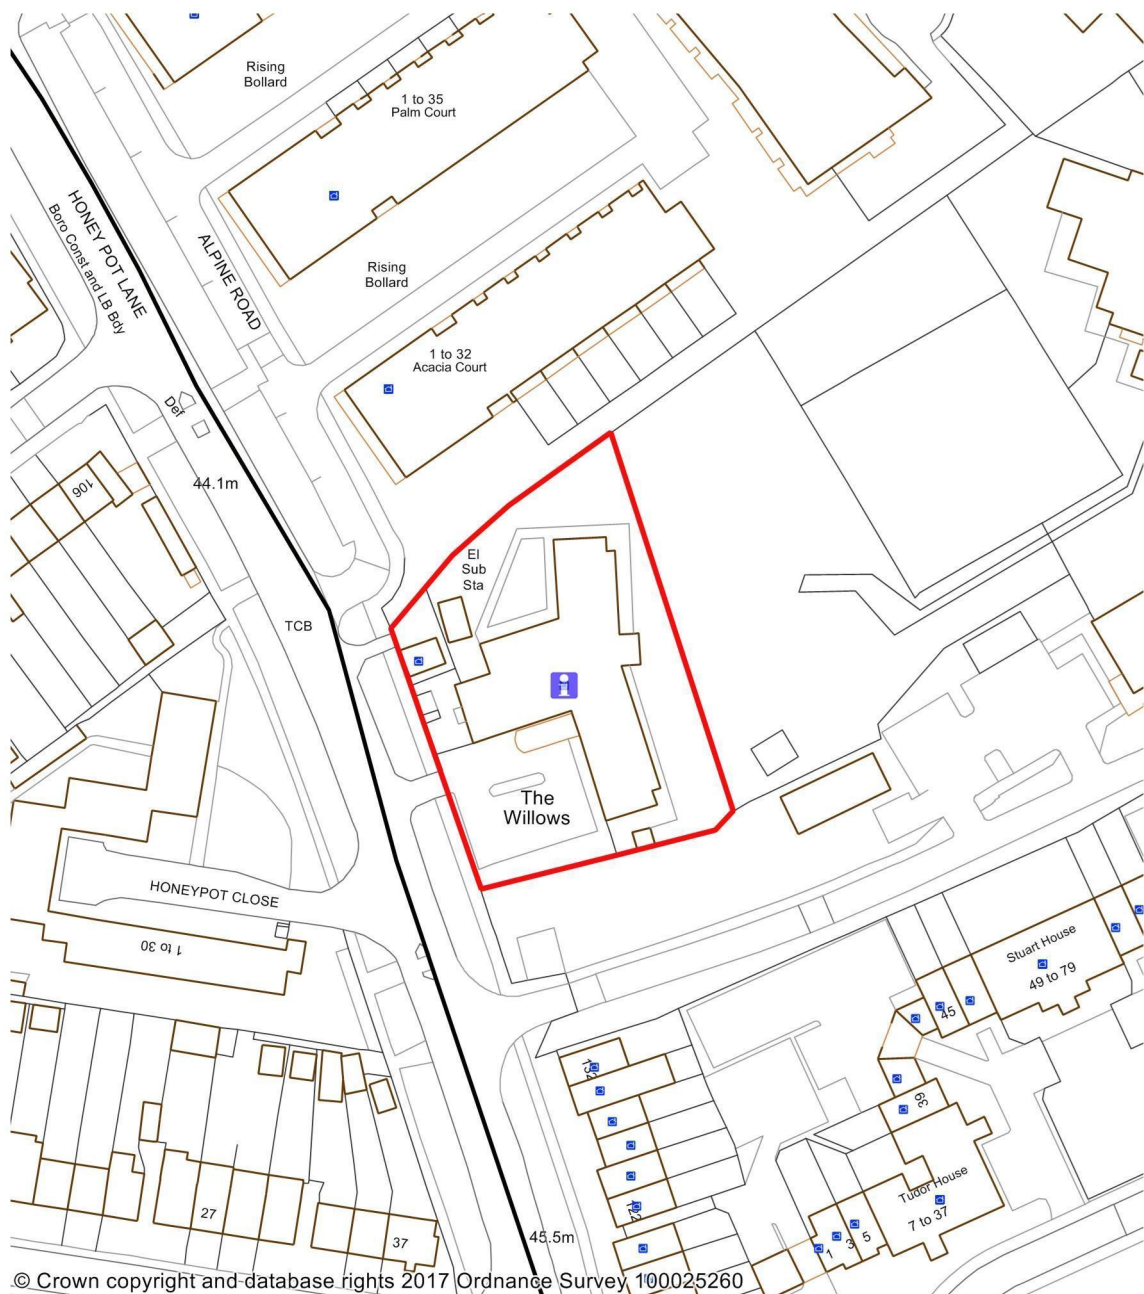 Rising
Bollard
1 to 35
Palm Court
HONEY POT LANE
Boro Const and LB Bdy
ALPINE ROAD
Rising
Bollard
1 to 32
Acacia Court
Def
106
44.1m
El
Sub
Sta
TCB
The
Willows
HONEYPOT CLOSE
1 to 30
Stuart House
49 to 79
45
132
39
Tudor House
7 to 37
122
27
37
45.5m
1
3
5
© Crown copyright and database rights 2017 Ordnance Survey 100025260